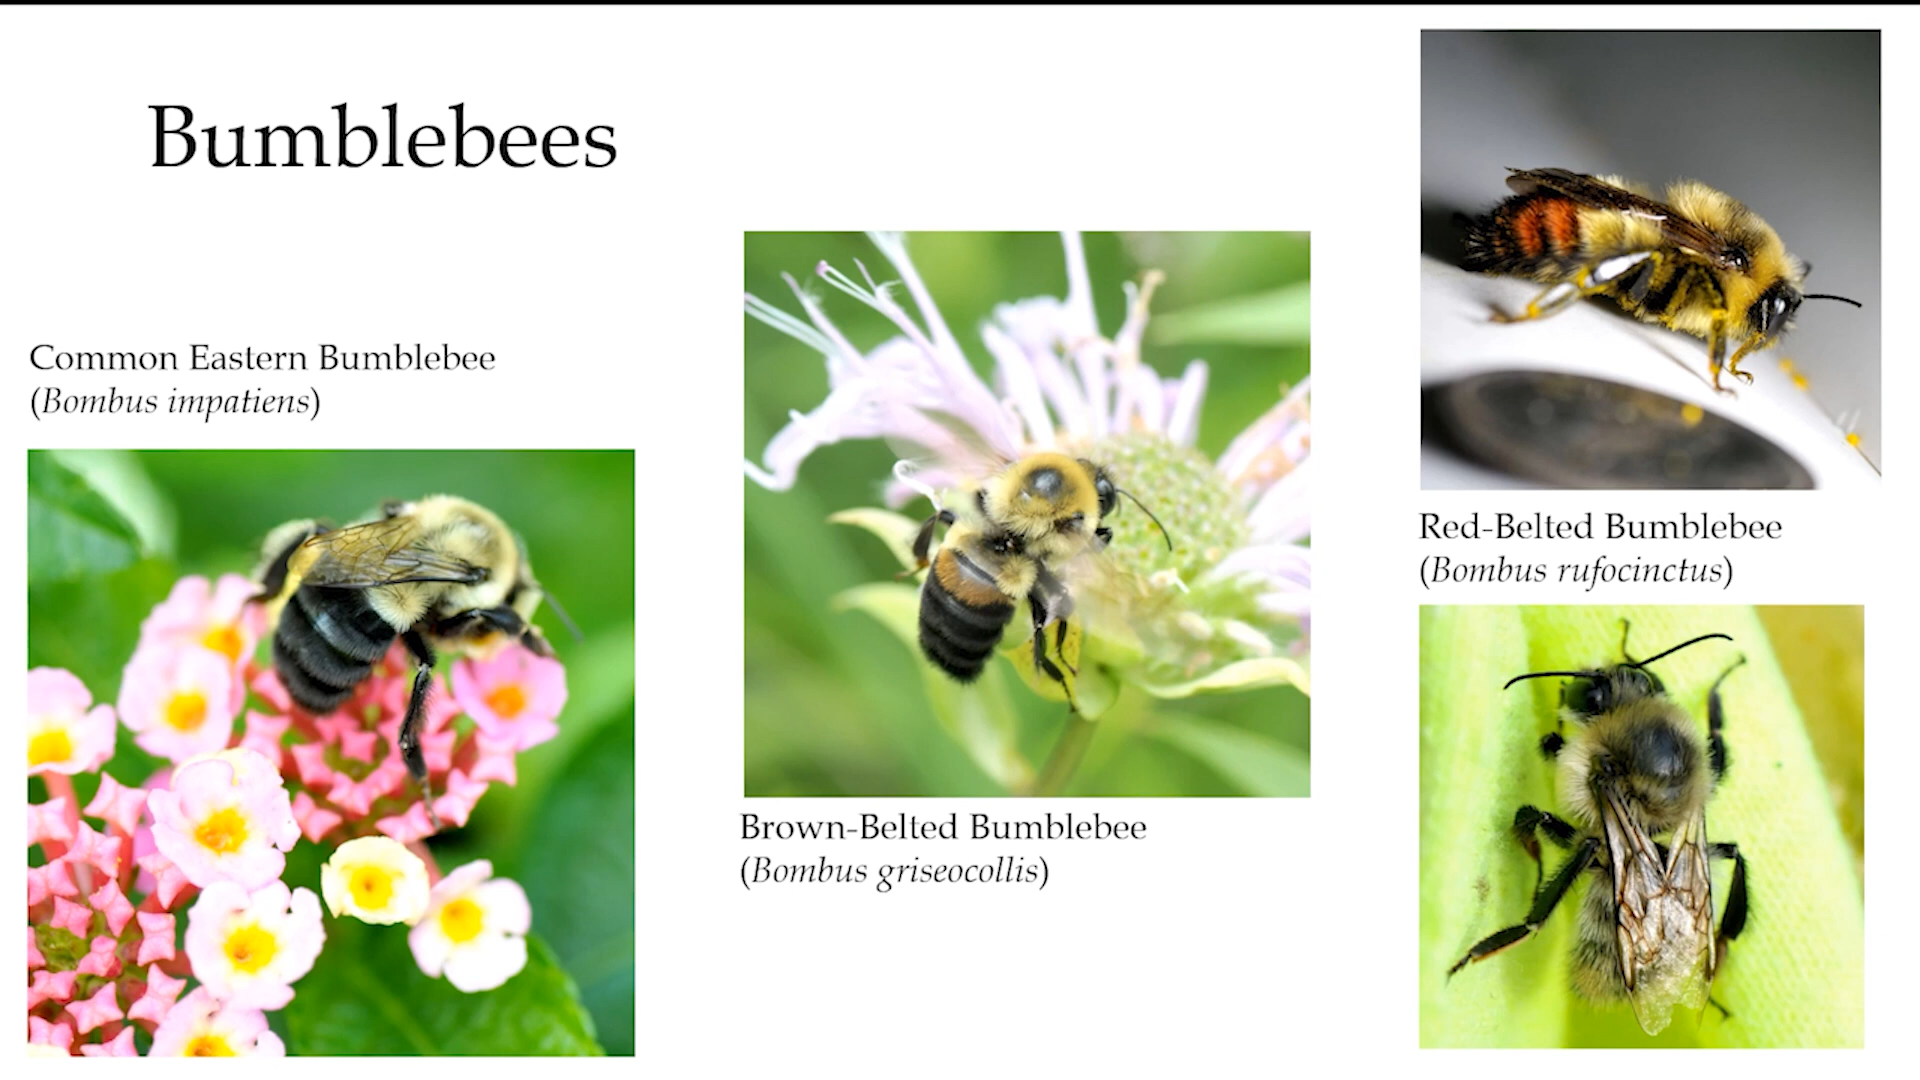 Bumblebees
Common Eastern Bumblebee
(Bombus impatiens)
Brown-Belted Bumblebee
(Bombus griseocollis)
Red-Belted Bumblebee
(Bombus rufocinctus)